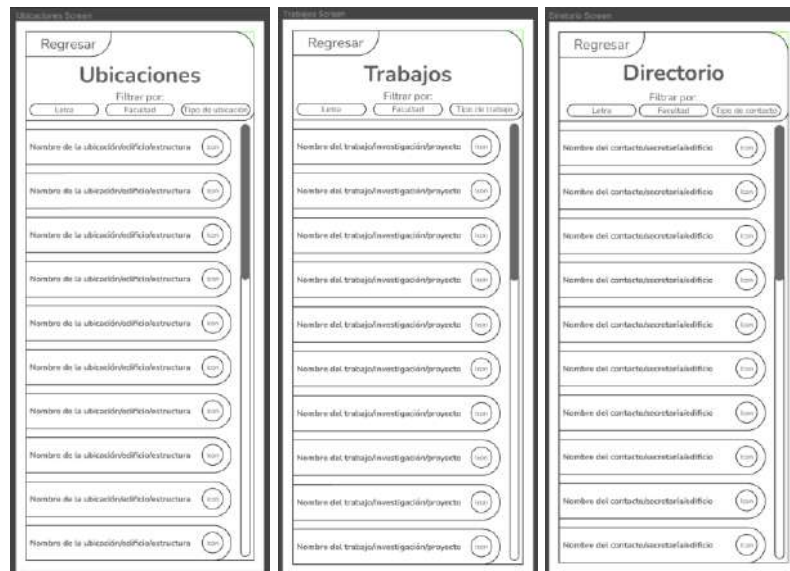 Ubicaciones Screen
Regresar
Ubicaciones
Filtrar por:
Letra
Facultad
Tipo de ubicación
Nombre de la ubicación/edificio/estructura
Icon
Nombre de la ubicación/edificio/estructura
Icon
Nombre de la ubicación/edificio/estructura
Icon
Nombre de la ubicación/edificio/estructura
Icon
Nombre de la ubicación/edificio/estructura
Icon
Nombre de la ubicación/edificio/estructura
Icon
Nombre de la ubicación/edificio/estructura
Icon
Nombre de la ubicación/edificio/estructura
Icon
Nombre de la ubicación/edificio/estructura
Icon
Nombre de la ubicación/edificio/estructura
Icon
Trabajos Screen
Regresar
Trabajos
Filtrar por:
Letra
Facultad
Tipo de trabajo
Nombre del trabajo/investigación/proyecto
Icon
Nombre del trabajo/investigación/proyecto
Icon
Nombre del trabajo/investigación/proyecto
Icon
Nombre del trabajo/investigación/proyecto
Icon
Nombre del trabajo/investigación/proyecto
Icon
Nombre del trabajo/investigación/proyecto
Icon
Nombre del trabajo/investigación/proyecto
Icon
Nombre del trabajo/investigación/proyecto
Icon
Nombre del trabajo/investigación/proyecto
Icon
Nombre del trabajo/investigación/proyecto
Icon
Directorio Screen
Regresar
Directorio
Filtrar por:
Letra
Facultad
Tipo de contacto
Nombre del contacto/secretaría/edificio
Icon
Nombre del contacto/secretaría/edificio
Icon
Nombre del contacto/secretaría/edificio
Icon
Nombre del contacto/secretaría/edificio
Icon
Nombre del contacto/secretaría/edificio
Icon
Nombre del contacto/secretaría/edificio
Icon
Nombre del contacto/secretaría/edificio
Icon
Nombre del contacto/secretaría/edificio
Icon
Nombre del contacto/secretaría/edificio
Icon
Nombre del contacto/secretaría/edificio
Icon